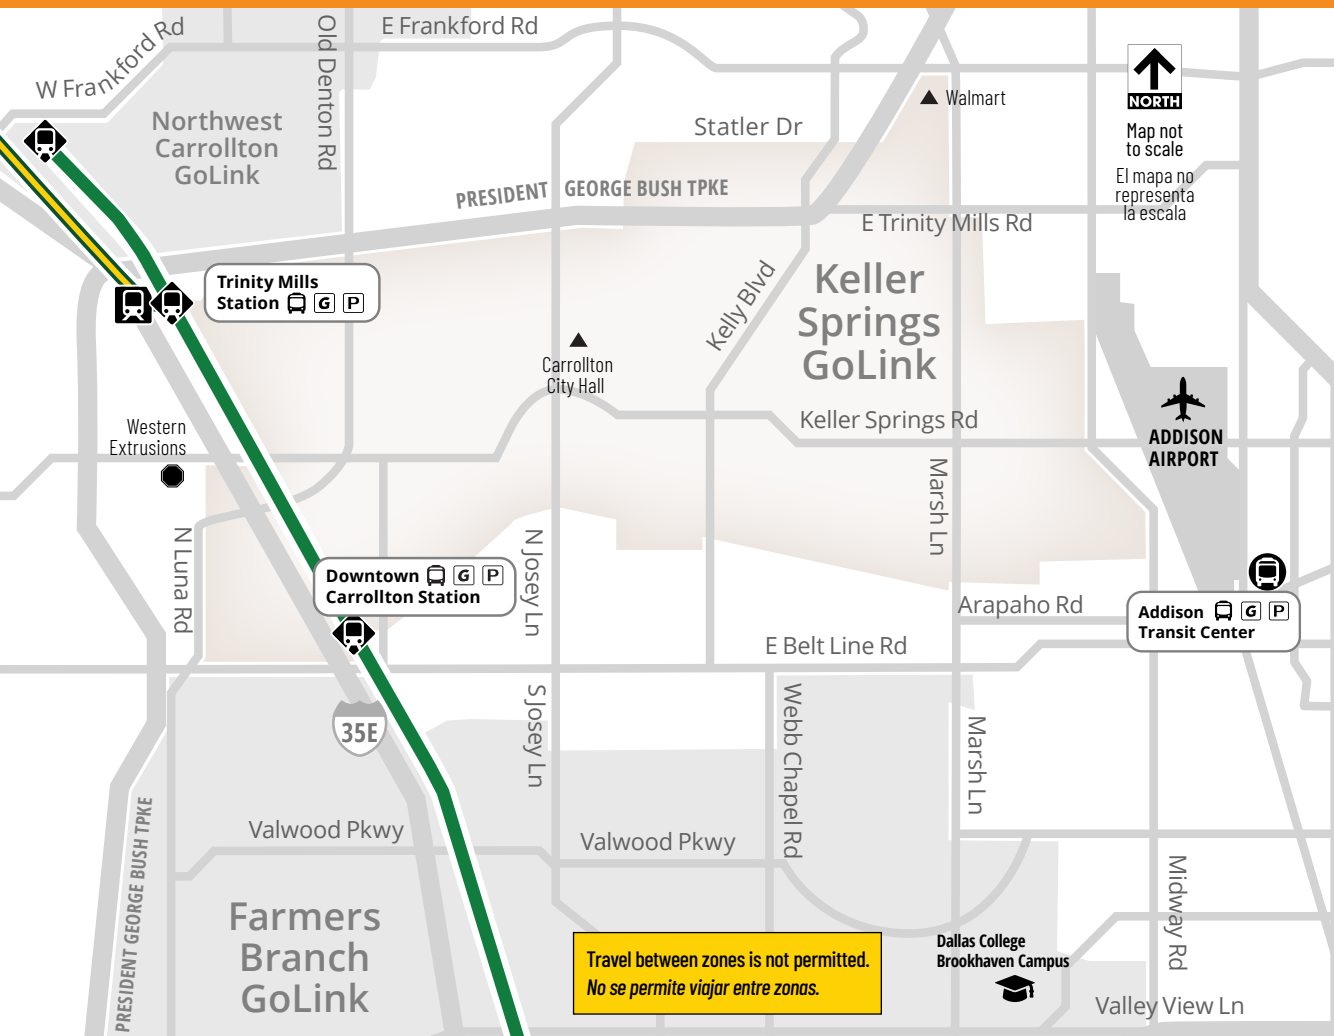 W Frankford Rd
Old Denton Rd
E Frankford Rd
Northwest
Carrollton
GoLink
Statler Dr
Walmart
NORTH
Map not
to scale
El mapa no
representa
la escala
PRESIDENT GEORGE BUSH TPKE
E Trinity Mills Rd
Trinity Mills
Station G P
Kelly Blvd
Keller
Springs
GoLink
Carrollton
City Hall
Keller Springs Rd
Western
Extrusions
ADDISON
AIRPORT
Marsh Ln
N Luna Rd
N Josey Ln
Downtown G P
Carrollton Station
Arapaho Rd
Addison G P
Transit Center
E Belt Line Rd
35E
S Josey Ln
Webb Chapel Rd
Marsh Ln
PRESIDENT GEORGE BUSH TPKE
Valwood Pkwy
Valwood Pkwy
Midway Rd
Farmers
Branch
GoLink
Travel between zones is not permitted.
No se permite viajar entre zonas.
Dallas College
Brookhaven Campus
Valley View Ln